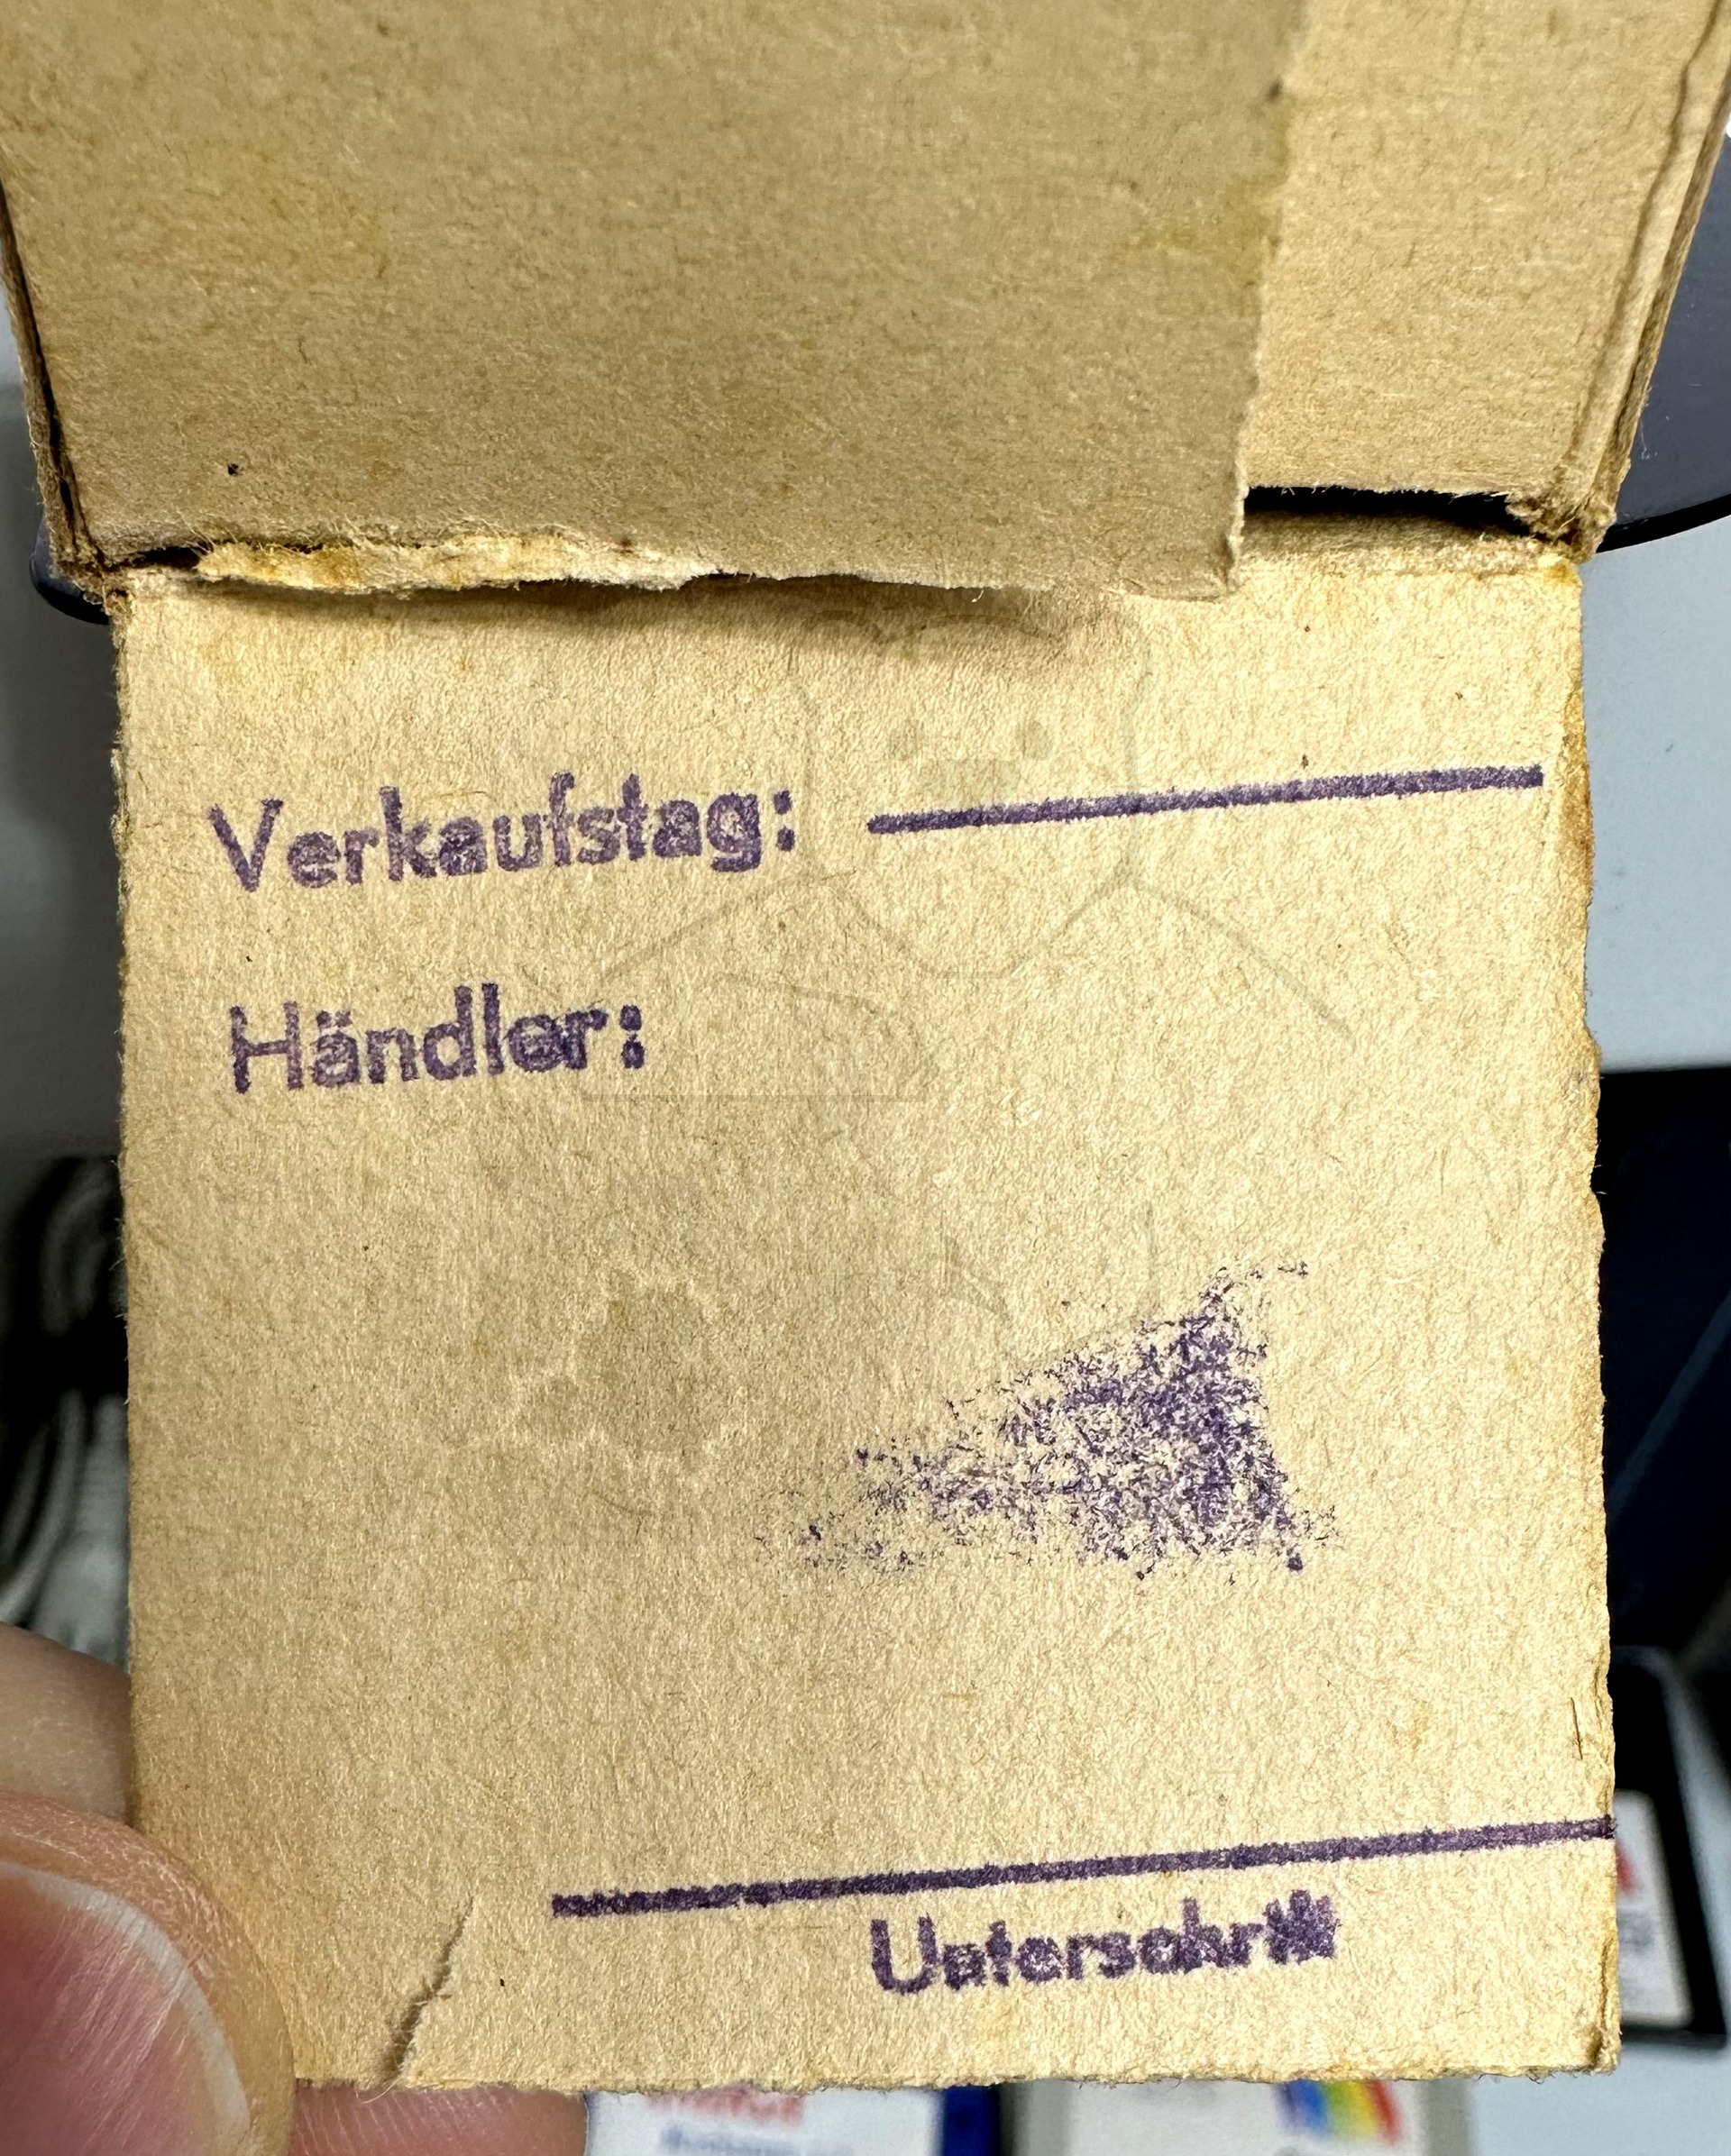 Verkaufstag:
Händler:
Unterschrift